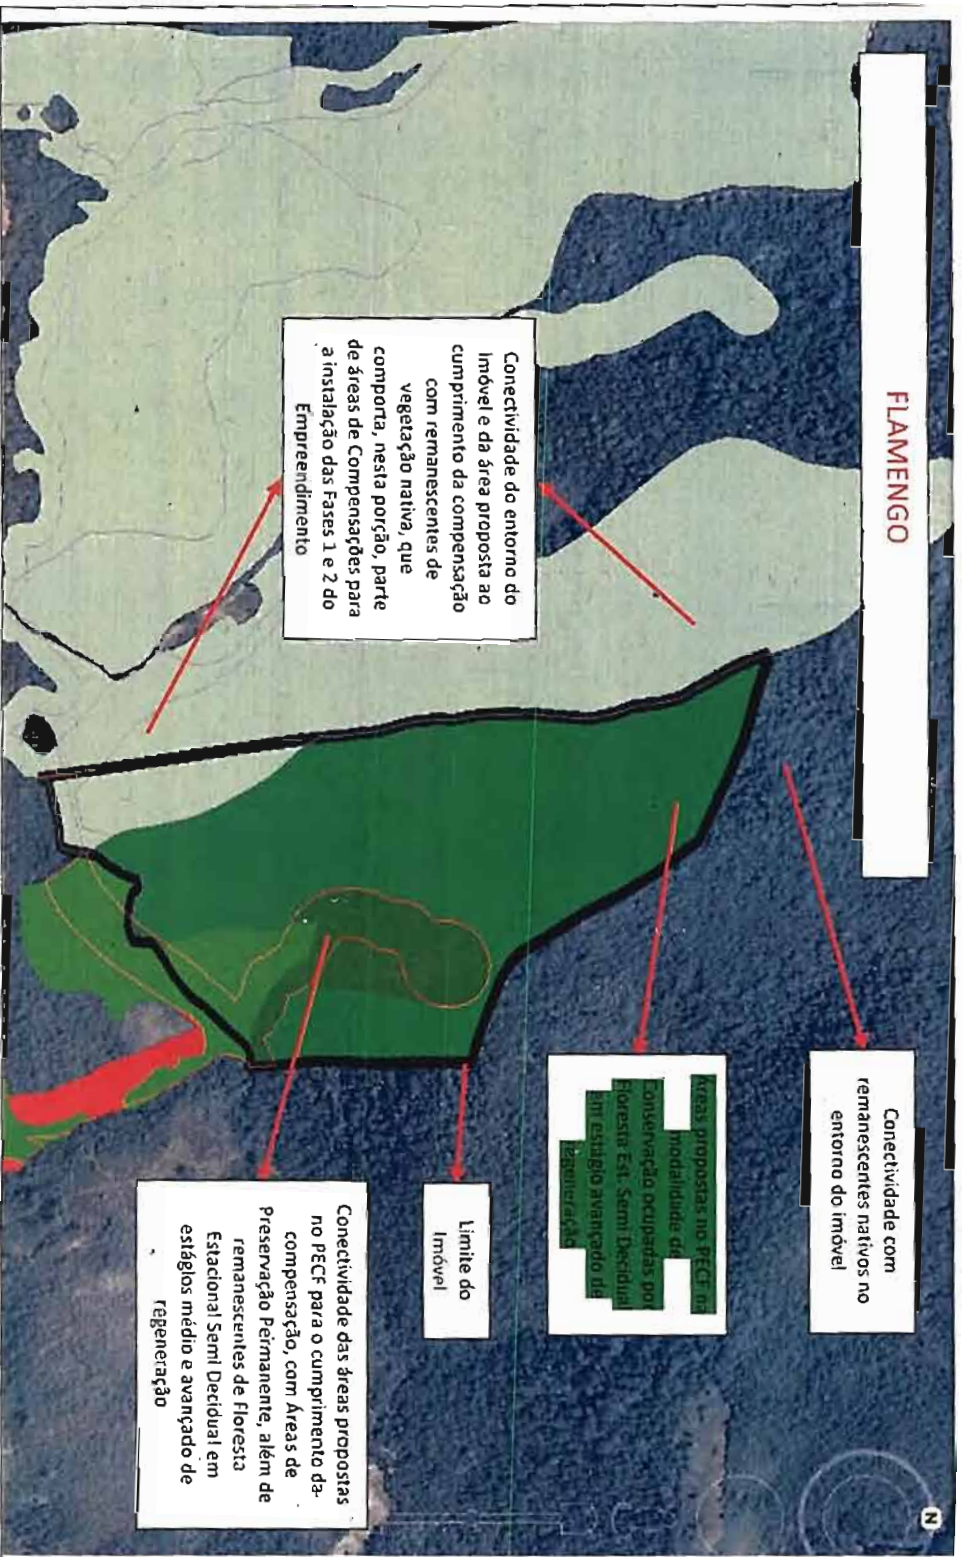 FLAMENGO
Conectividade do entorno do
Imóvel e da área proposta ao
cumprimento da compensação
com remanescentes de
vegetação nativa, que
comporta, nesta porção, parte
de áreas de Compensações para
a instalação das Fases 1 e 2 do
Empreendimento
Conectividade com
remanescentes nativos no
entorno do imóvel
Áreas propostas no PECF na
modalidade de
Conservação ocupadas por
Floresta Est. Semi Decidual
em estágio avançado de
regeneração
Limite do
Imóvel
Conectividade das áreas propostas
no PECF para o cumprimento da
compensação, com Áreas de
Preservação Permanente, além de
remanescentes de Floresta
Estacional Semi Decidual em
estágios médio e avançado de
regeneração
N